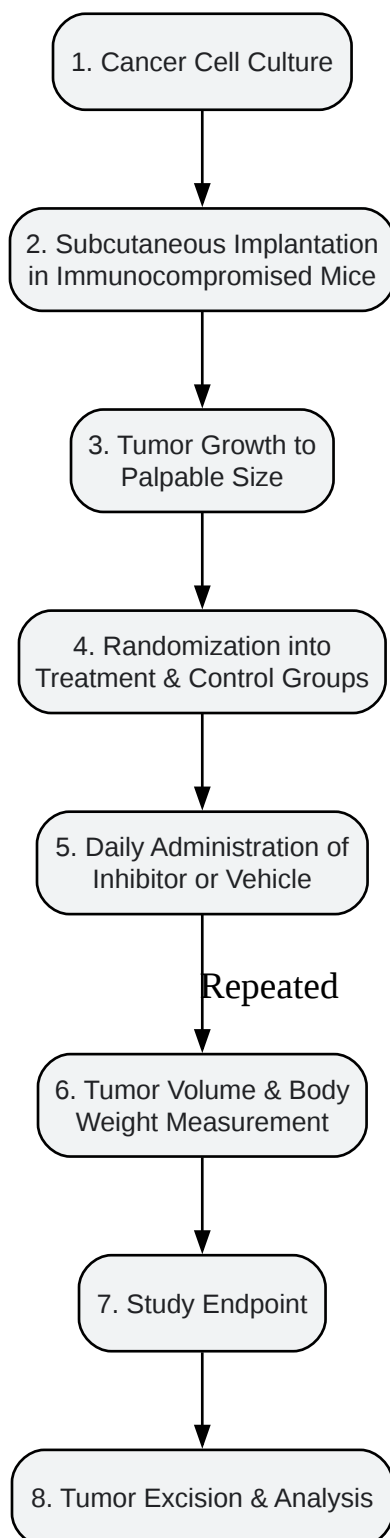 1. Cancer Cell Culture
2. Subcutaneous Implantation
in Immunocompromised Mice
3. Tumor Growth to
Palpable Size
4. Randomization into
Treatment & Control Groups
5. Daily Administration of
Inhibitor or Vehicle
Repeated
6. Tumor Volume & Body
Weight Measurement
7. Study Endpoint
8. Tumor Excision & Analysis